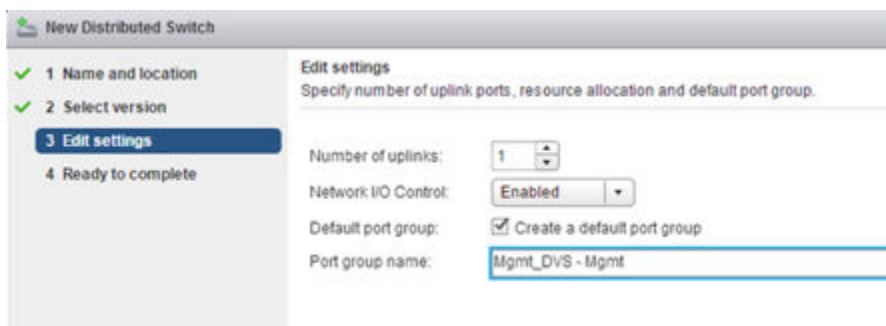 New Distributed Switch
1 Name and location
2 Select version
3 Edit settings
4 Ready to complete
Edit settings
Specify number of uplink ports, resource allocation and default port group.
Number of uplinks: 1
Network I/O Control: Enabled
Default port group: Create a default port group
Port group name: Mgmt_DVS - Mgmt